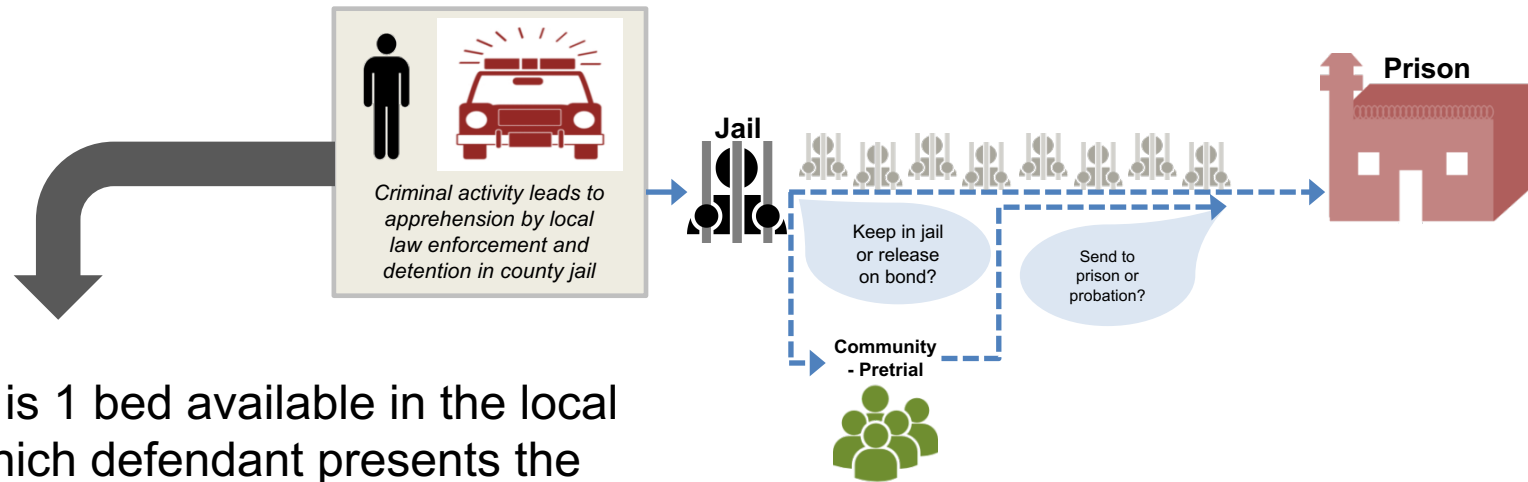 Criminal activity leads to
apprehension by local
law enforcement and
detention in county jail
Jail
Keep in jail
or release
on bond?
Community
- Pretrial
Send to
prison or
probation?
Prison
is 1 bed available in the local
hich defendant presents the